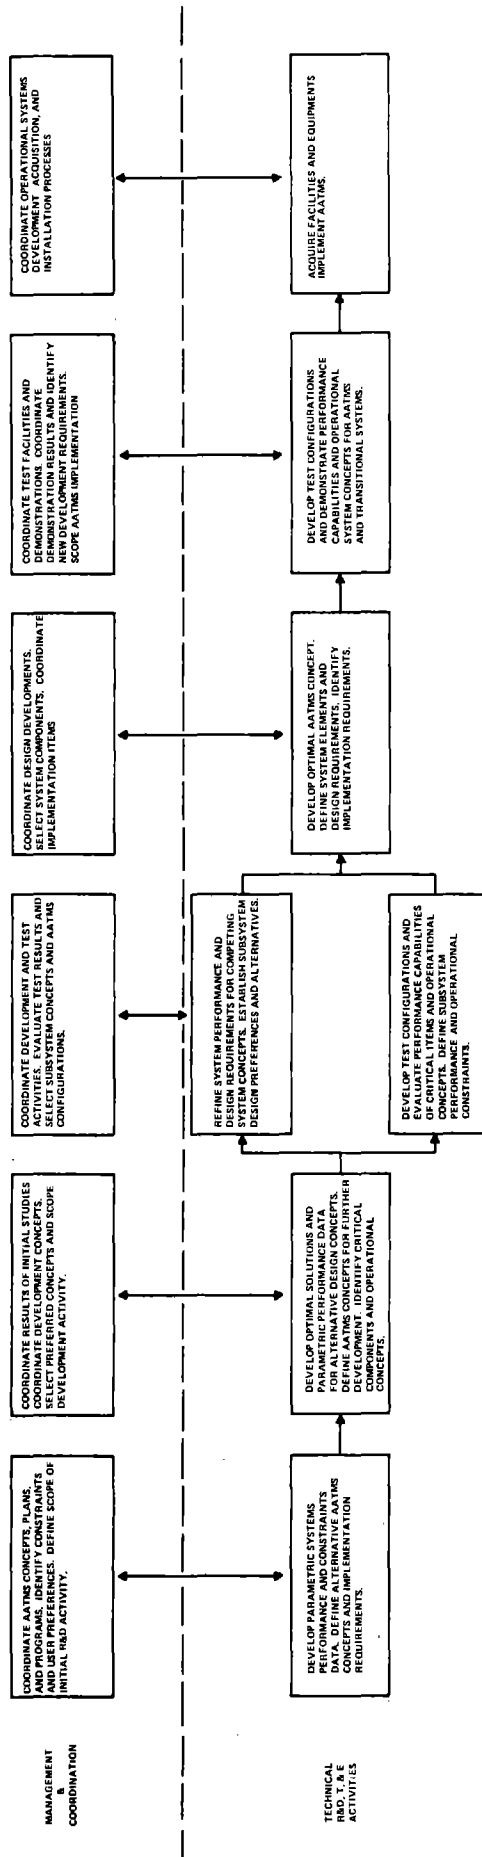 MANAGEMENT
&
COORDINATION
COORDINATE AATMS CONCEPTS, PLANS,
AND PROGRAMS. IDENTIFY CONSTRAINTS
AND USER PREFERENCES. DEFINE SCOPE OF
INITIAL R&D ACTIVITY.
COORDINATE RESULTS OF INITIAL STUDIES
COORDINATE DEVELOPMENT CONCEPTS.
SELECT PREFERRED CONCEPTS AND SCOPE
DEVELOPMENT ACTIVITY.
COORDINATE DEVELOPMENT AND TEST
ACTIVITIES. EVALUATE TEST RESULTS AND
SELECT SUBSYSTEM CONCEPTS AND AATMS
CONFIGURATIONS.
COORDINATE DESIGN DEVELOPMENTS.
SELECT SYSTEM COMPONENTS. COORDINATE
IMPLEMENTATION ITEMS
COORDINATE TEST FACILITIES AND
DEMONSTRATIONS. COORDINATE
DEMONSTRATION RESULTS AND IDENTIFY
NEW DEVELOPMENT REQUIREMENTS.
SCOPE AATMS IMPLEMENTATION
COORDINATE OPERATIONAL SYSTEMS
DEVELOPMENT ACQUISITION, AND
INSTALLATION PROCESSES
TECHNICAL
R&D, T, & E
ACTIVITIES
DEVELOP PARAMETRIC SYSTEMS
PERFORMANCE AND CONSTRAINTS
DATA. DEFINE ALTERNATIVE AATMS
CONCEPTS AND IMPLEMENTATION
REQUIREMENTS.
DEVELOP OPTIMAL SOLUTIONS AND
PARAMETRIC PERFORMANCE DATA
FOR ALTERNATIVE DESIGN CONCEPTS.
DEFINE AATMS CONCEPTS FOR FURTHER
DEVELOPMENT. IDENTIFY CRITICAL
COMPONENTS AND OPERATIONAL
CONCEPTS.
REFINE SYSTEM PERFORMANCE AND
DESIGN REQUIREMENTS FOR COMPETING
SYSTEM CONCEPTS. ESTABLISH SUBSYSTEM
DESIGN PREFERENCES AND ALTERNATIVES.
DEVELOP TEST CONFIGURATIONS AND
EVALUATE PERFORMANCE CAPABILITIES
OF CRITICAL ITEMS AND OPERATIONAL
CONCEPTS. DEFINE SUBSYSTEM
PERFORMANCE AND OPERATIONAL
CONSTRAINTS.
DEVELOP OPTIMAL AATMS CONCEPT.
DEFINE SYSTEM ELEMENTS AND
DESIGN REQUIREMENTS. IDENTIFY
IMPLEMENTATION REQUIREMENTS.
DEVELOP TEST CONFIGURATIONS
AND DEMONSTRATE PERFORMANCE
CAPABILITIES AND OPERATIONAL
SYSTEM CONCEPTS FOR AATMS
AND TRANSITIONAL SYSTEMS.
ACQUIRE FACILITIES AND EQUIPMENTS
IMPLEMENT AATMS.